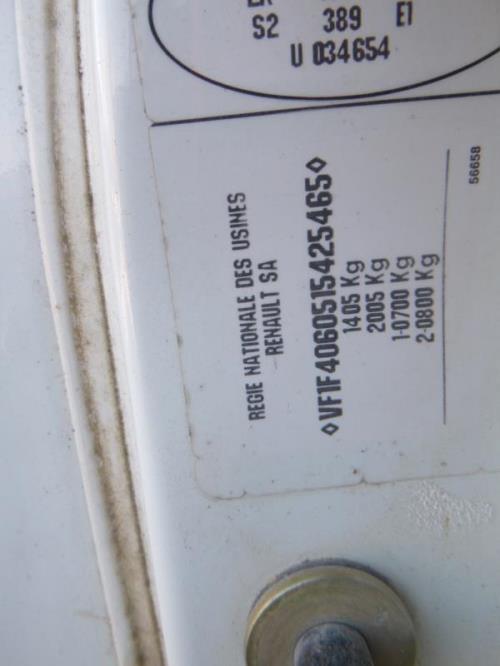 S2 389 E1
U 034654
REGIE NATIONALE DES USINES
RENAULT SA
◊VF1F4060515425465◊
1405 Kg
2005 Kg
1-0700 Kg
2-0800 Kg
56658